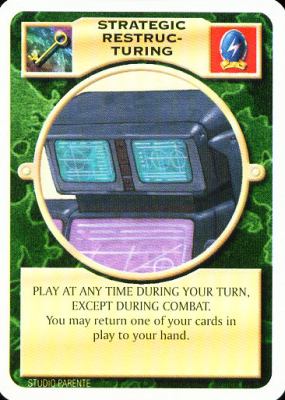 STRATEGIC
RESTRUC-
TURING
PLAY AT ANY TIME DURING YOUR TURN,
EXCEPT DURING COMBAT.
You may return one of your cards in
play to your hand.
STUDIO PARENTE